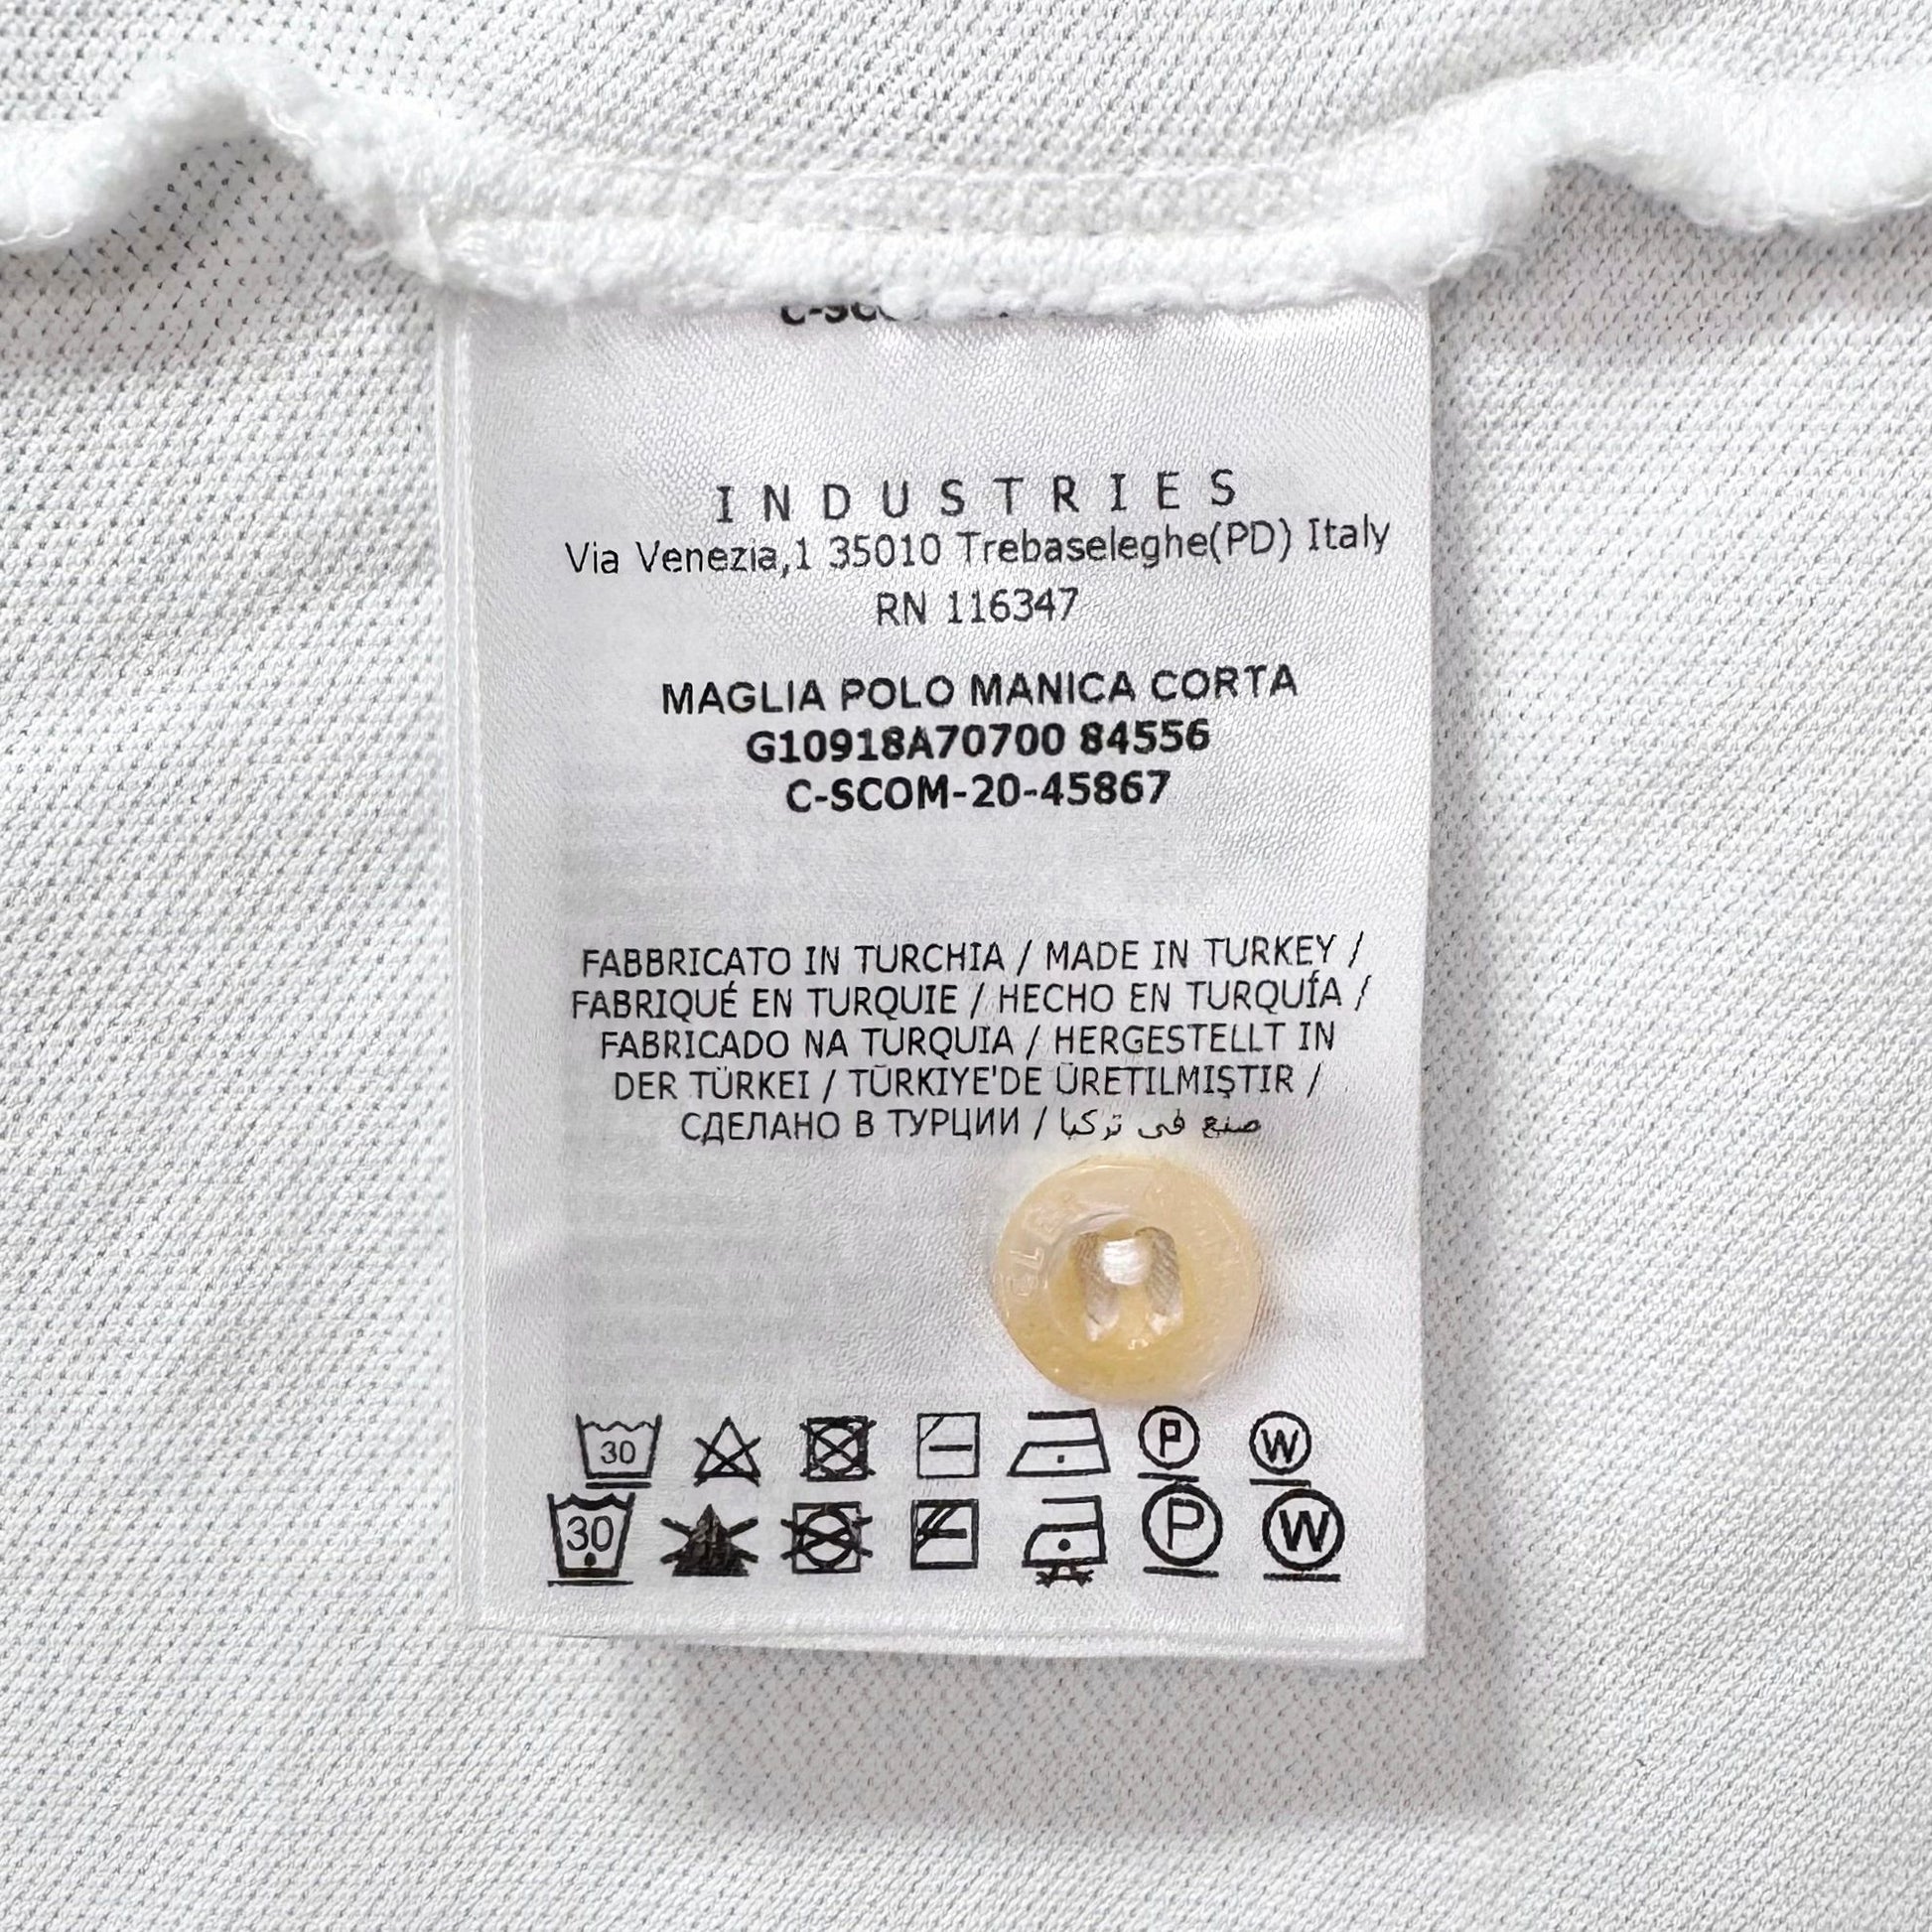 INDUSTRIES
Via Venezia,1 35010 Trebaseleghe(PD) Italy
RN 116347
MAGLIA POLO MANICA CORTA
G10918A70700 84556
C-SCOM-20-45867
FABBRICATO IN TURCHIA / MADE IN TURKEY /
FABRIQUÉ EN TURQUIE / HECHO EN TURQUÍA /
FABRICADO NA TURQUIA / HERGESTELLT IN
DER TÜRKEI / TÜRKIYE'DE ÜRETILMIŞTIR /
СДЕЛАНО В ТУРЦИИ / صنع في تركيا
30 P W
30 P W